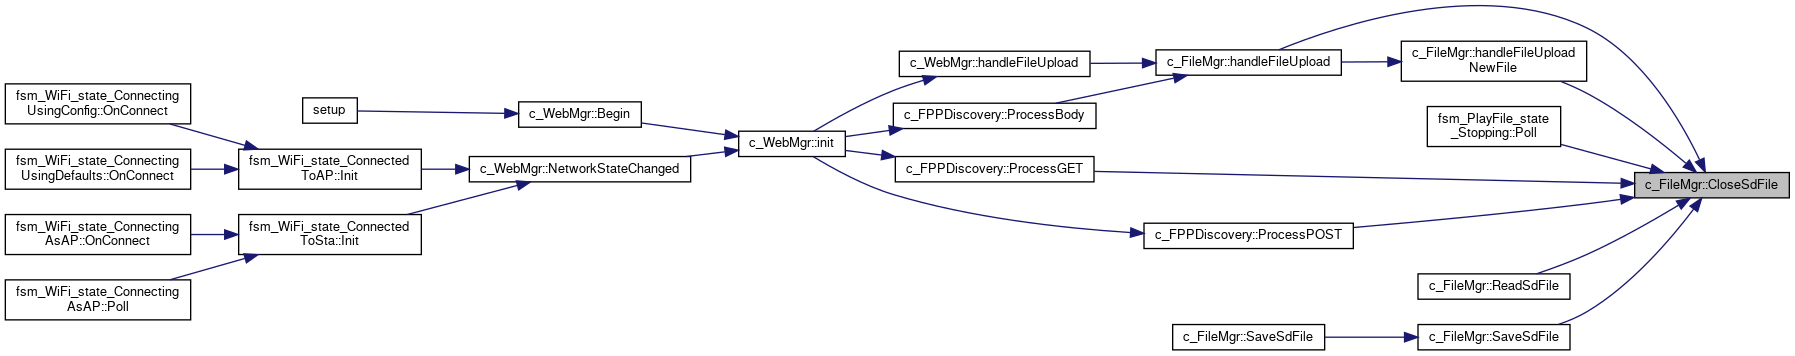 fsm_WiFi_state_Connecting
UsingConfig::OnConnect
fsm_WiFi_state_Connecting
UsingDefaults::OnConnect
fsm_WiFi_state_Connecting
AsAP::OnConnect
fsm_WiFi_state_Connecting
AsAP::Poll
setup
fsm_WiFi_state_Connected
ToAP::Init
fsm_WiFi_state_Connected
ToSta::Init
c_WebMgr::Begin
c_WebMgr::NetworkStateChanged
c_WebMgr::init
c_WebMgr::handleFileUpload
c_FPPDiscovery::ProcessBody
c_FPPDiscovery::ProcessGET
c_FileMgr::handleFileUpload
c_FPPDiscovery::ProcessPOST
c_FileMgr::SaveSdFile
c_FileMgr::handleFileUpload
NewFile
fsm_PlayFile_state
_Stopping::Poll
c_FileMgr::ReadSdFile
c_FileMgr::SaveSdFile
c_FileMgr::CloseSdFile